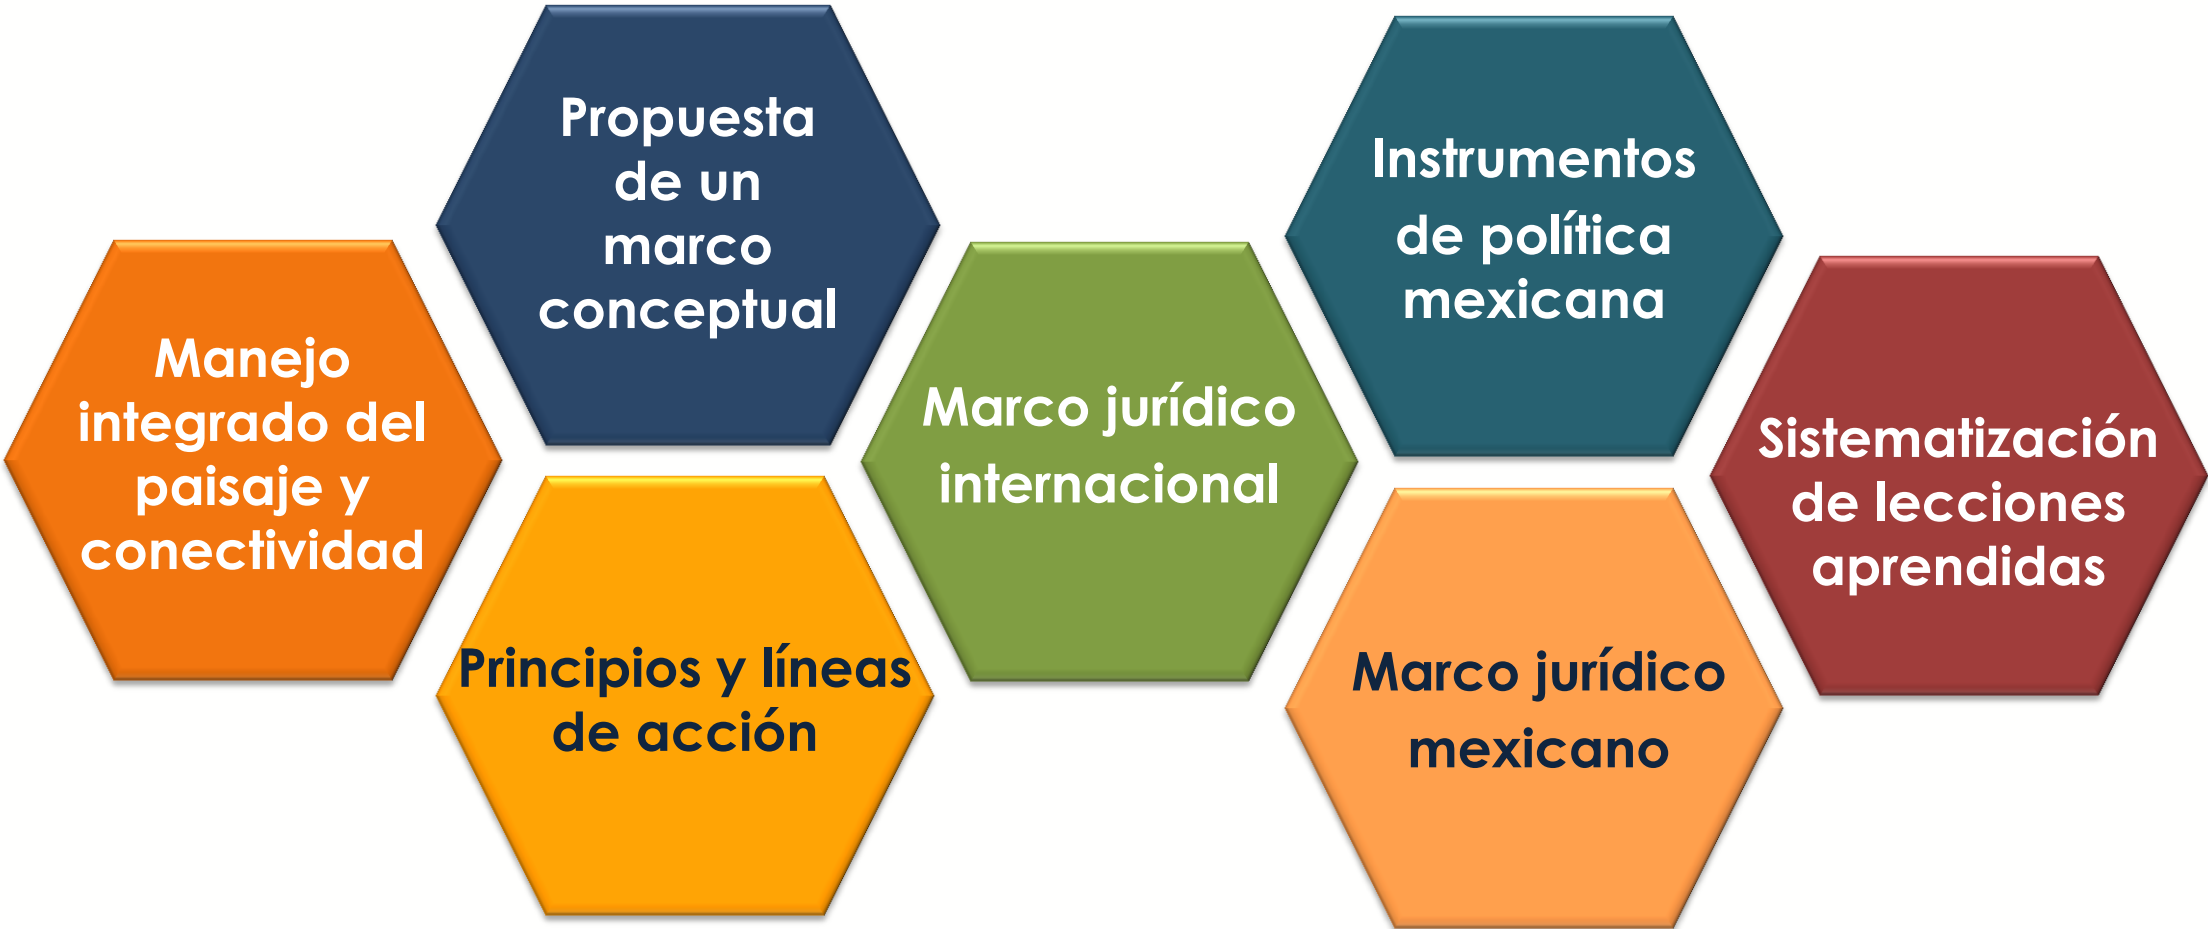 Manejo
integrado del
paisaje y
conectividad
Propuesta
de un
marco
conceptual
Principios y líneas
de acción
Marco jurídico
internacional
Instrumentos
de política
mexicana
Marco jurídico
mexicano
Sistematización
de lecciones
aprendidas